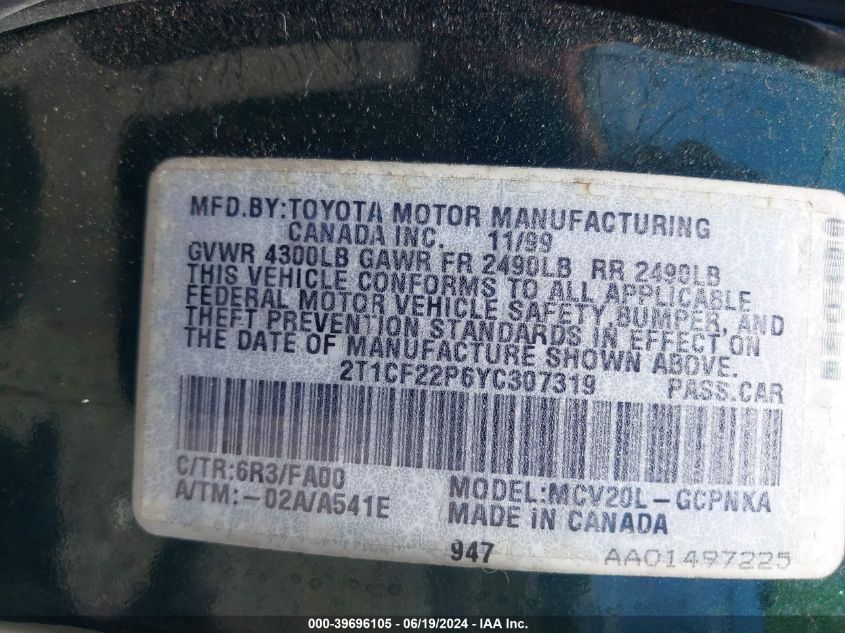 MFD.BY:TOYOTA MOTOR MANUFACTURING
CANADA INC. 11/99
GVWR 4300LB GAWR FR 2490LB RR 2490LB
THIS VEHICLE CONFORMS TO ALL APPLICABLE
FEDERAL MOTOR VEHICLE SAFETY, BUMPER, AND
THEFT PREVENTION STANDARDS IN EFFECT ON
THE DATE OF MANUFACTURE SHOWN ABOVE.
2T1CF22P6YC307319 PASS.CAR
C/TR:6R3/FA00
A/TM:-02A/A541E
MODEL:MCV20L-GCPNKA
MADE IN CANADA
947 AA01497225
000-39696105 - 06/19/2024 - IAA Inc.